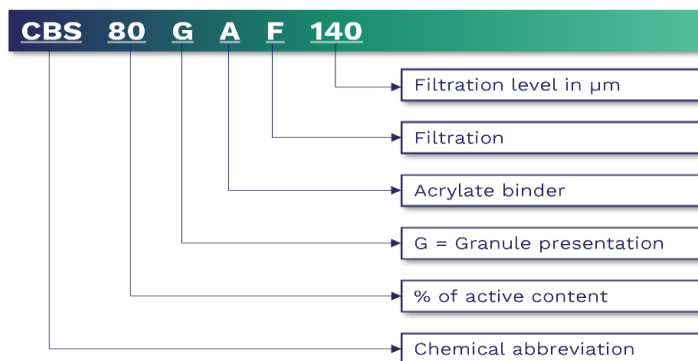 CBS 80 G A F 140
Filtration level in µm
Filtration
Acrylate binder
G = Granule presentation
% of active content
Chemical abbreviation